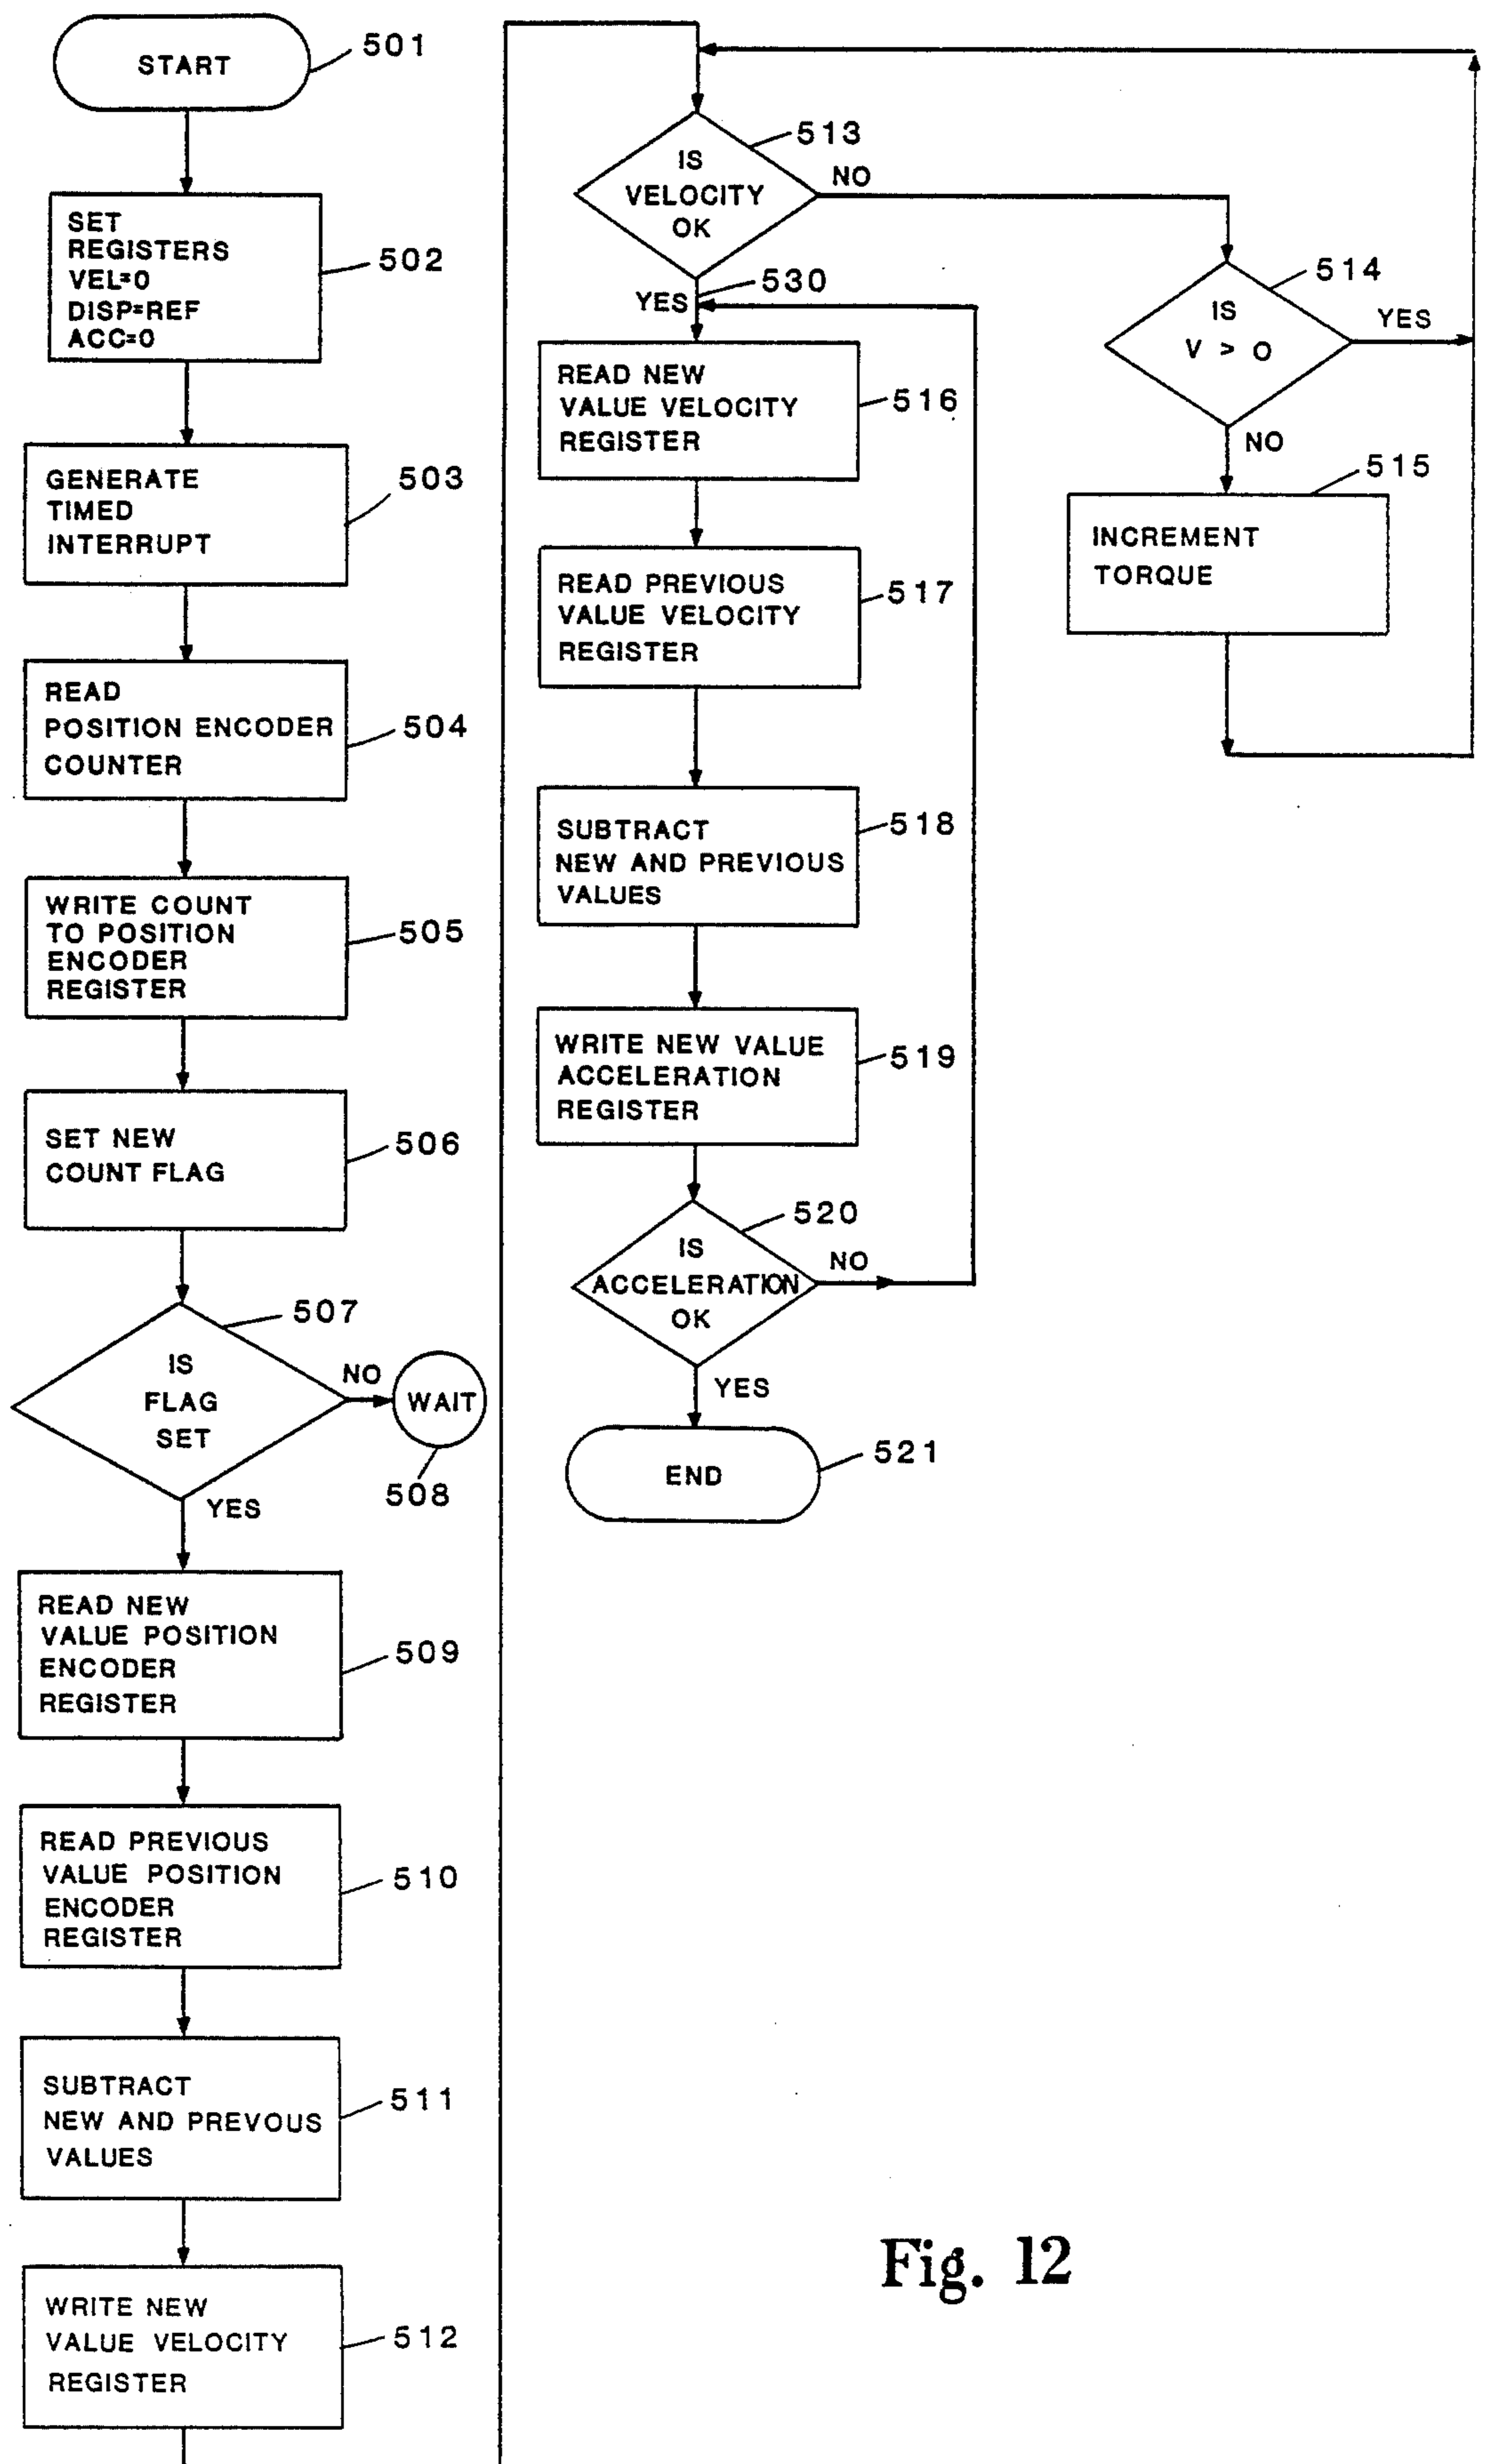 START
501
SET
REGISTERS
VEL=0
DISP=REF
ACC=0
502
GENERATE
TIMED
INTERRUPT
503
READ
POSITION ENCODER
COUNTER
504
WRITE COUNT
TO POSITION
ENCODER
REGISTER
505
SET NEW
COUNT FLAG
506
IS
FLAG
SET
507
NO
WAIT
508
YES
READ NEW
VALUE POSITION
ENCODER
REGISTER
509
READ PREVIOUS
VALUE POSITION
ENCODER
REGISTER
510
SUBTRACT
NEW AND PREVOUS
VALUES
511
WRITE NEW
VALUE VELOCITY
REGISTER
512
IS
VELOCITY
OK
513
NO
YES
530
IS
V > O
514
YES
NO
INCREMENT
TORQUE
515
READ NEW
VALUE VELOCITY
REGISTER
516
READ PREVIOUS
VALUE VELOCITY
REGISTER
517
SUBTRACT
NEW AND PREVIOUS
VALUES
518
WRITE NEW VALUE
ACCELERATION
REGISTER
519
IS
ACCELERATION
OK
520
NO
YES
END
521
Fig. 12